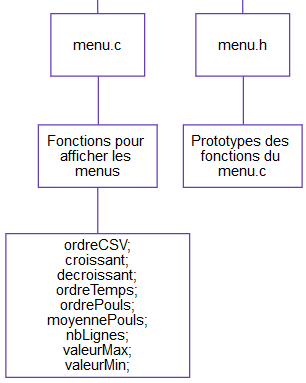 menu.c
menu.h
Fonctions pour
afficher les
menus
Prototypes des
fonctions du
menu.c
ordreCSV;
croissant;
decroissant;
ordreTemps;
ordrePouls;
moyennePouls;
nbLignes;
valeurMax;
valeurMin;